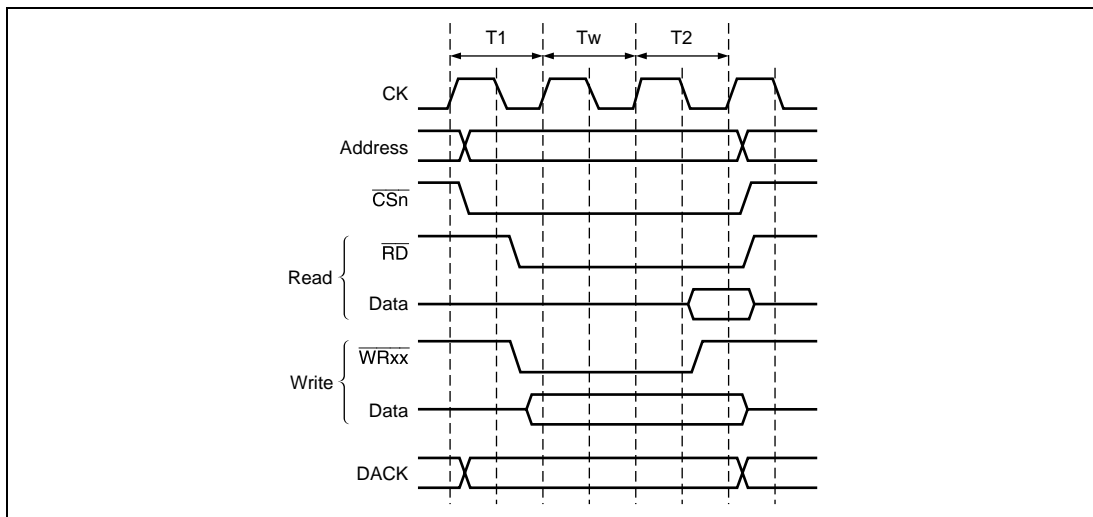 T1 Tw T2
CK
Address
CSn
RD
Read
Data
WRxx
Write
Data
DACK